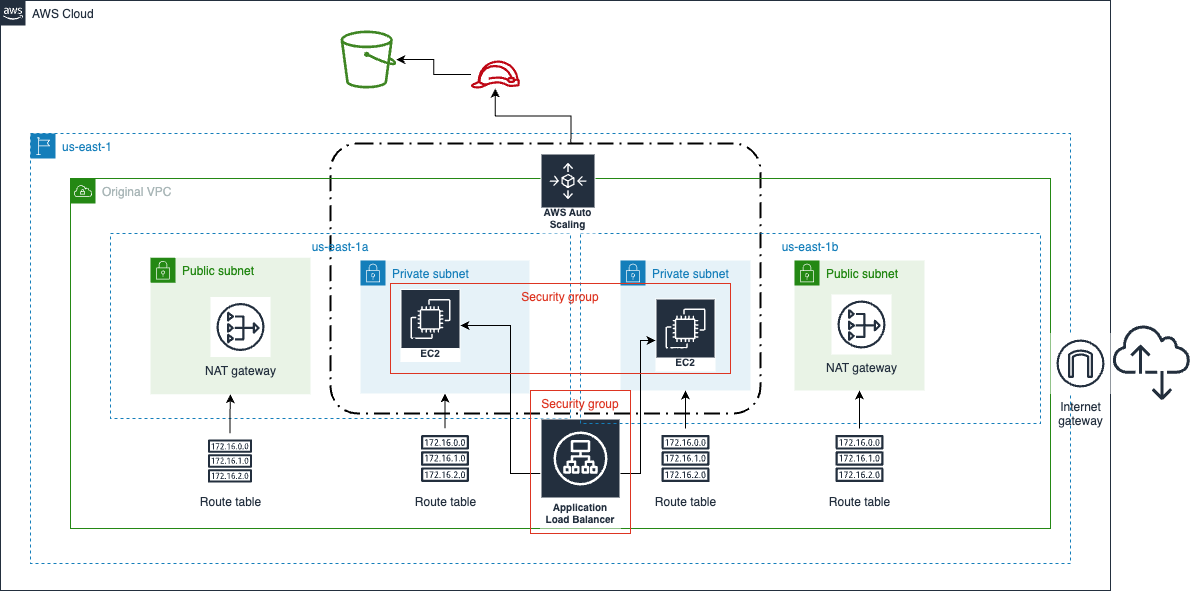 aws
AWS Cloud
us-east-1
Original VPC
AWS Auto
Scaling
us-east-1a
us-east-1b
Public subnet
Private subnet
Private subnet
Public subnet
Security group
EC2
EC2
NAT gateway
NAT gateway
Security group
Internet
gateway
172.16.0.0
172.16.1.0
172.16.2.0
Route table
172.16.0.0
172.16.1.0
172.16.2.0
Route table
Application
Load Balancer
172.16.0.0
172.16.1.0
172.16.2.0
Route table
172.16.0.0
172.16.1.0
172.16.2.0
Route table